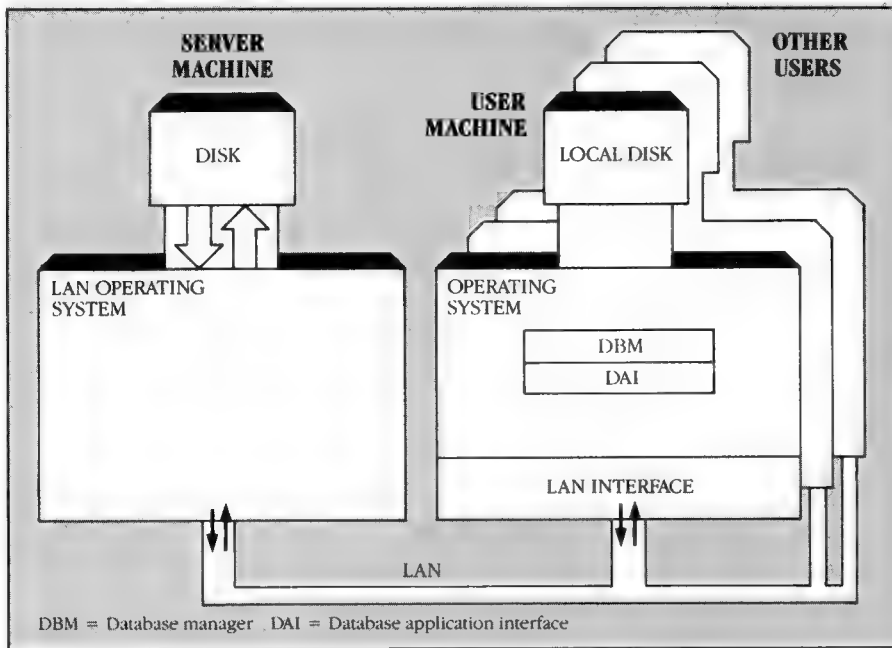 SERVER
MACHINE
OTHER
USERS
USER
MACHINE
DISK
LOCAL DISK
LAN OPERATING
SYSTEM
OPERATING
SYSTEM
DBM
DAI
LAN INTERFACE
LAN
DBM = Database manager DAI = Database application interface